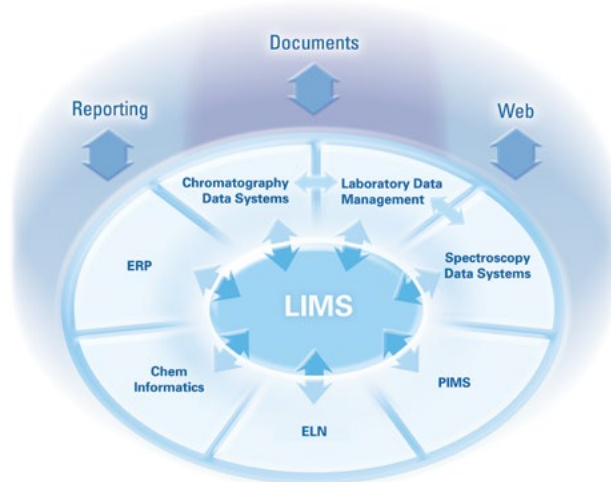 Documents
Reporting
Web
Chromatography
Data Systems
Laboratory Data
Management
ERP
Spectroscopy
Data Systems
LIMS
Chem
Informatics
PIMS
ELN